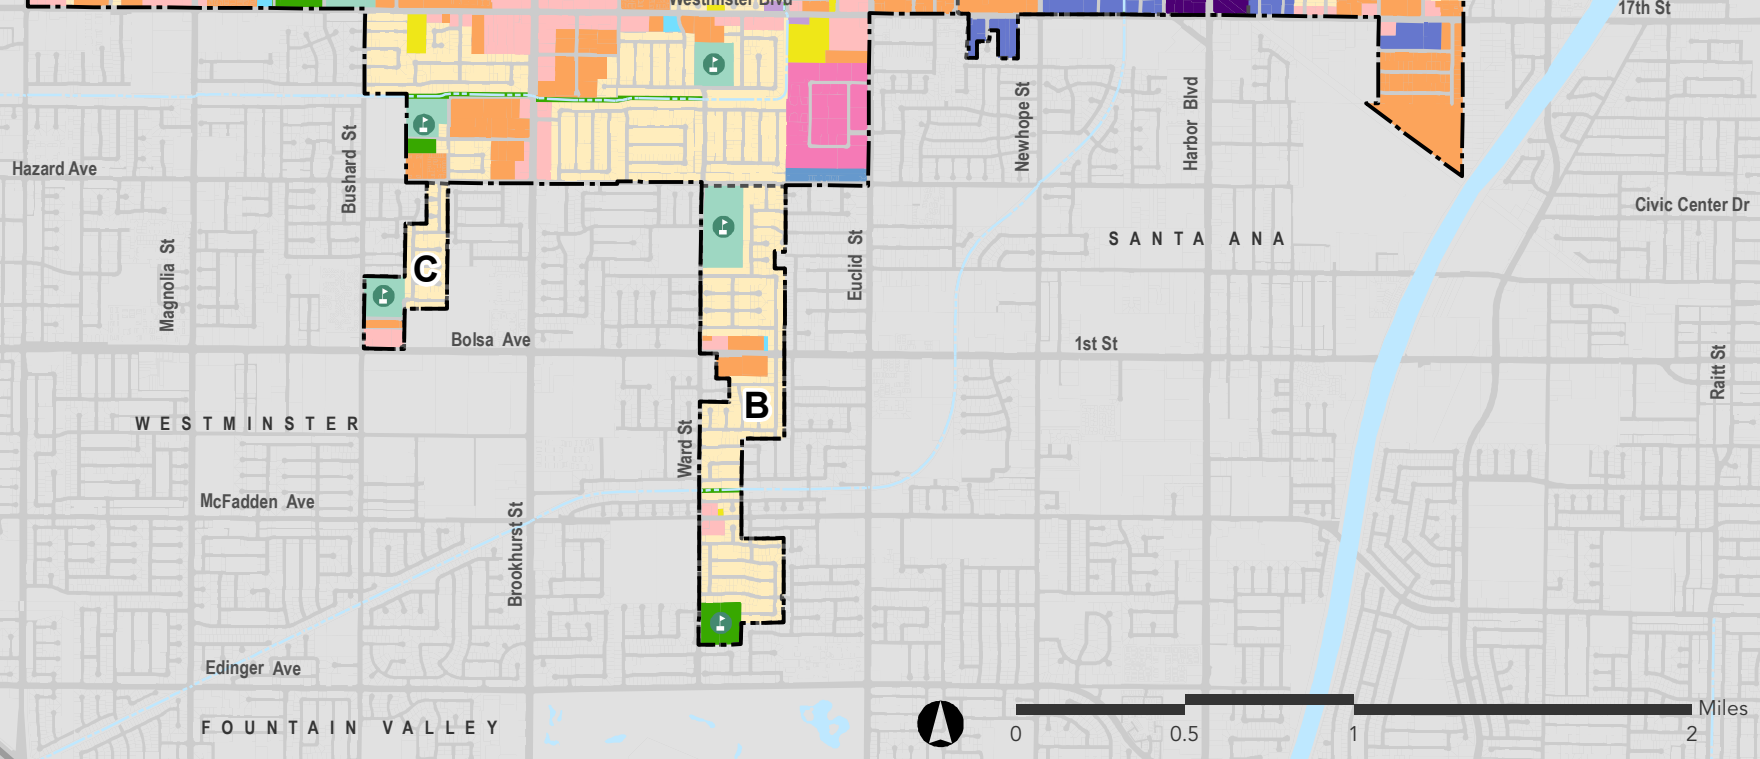 Westminster Blvd
17th St
Hazard Ave
Bushard St
Newhope St
Harbor Blvd
Civic Center Dr
Magnolia St
C
Euclid St
SANTA ANA
Bolsa Ave
1st St
Raitt St
WESTMINSTER
B
Ward St
McFadden Ave
Brookhurst St
Edinger Ave
FOUNTAIN VALLEY
Miles
0 0.5 1 2